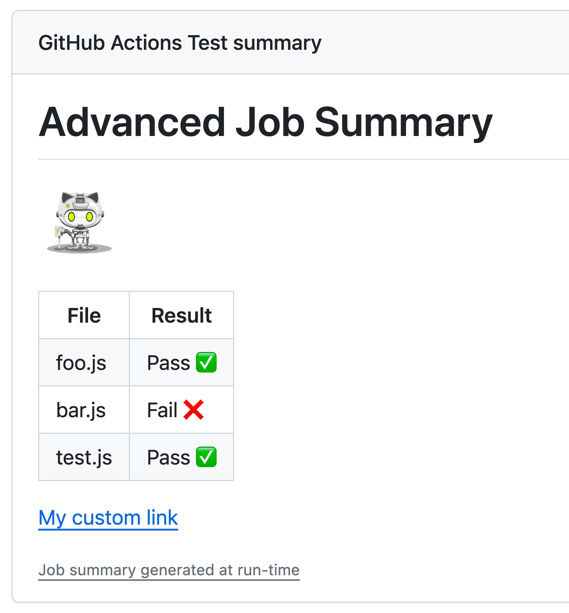 GitHub Actions Test summary
Advanced Job Summary
File Result
foo.js Pass ✅
bar.js Fail ❌
test.js Pass ✅
My custom link
Job summary generated at run-time